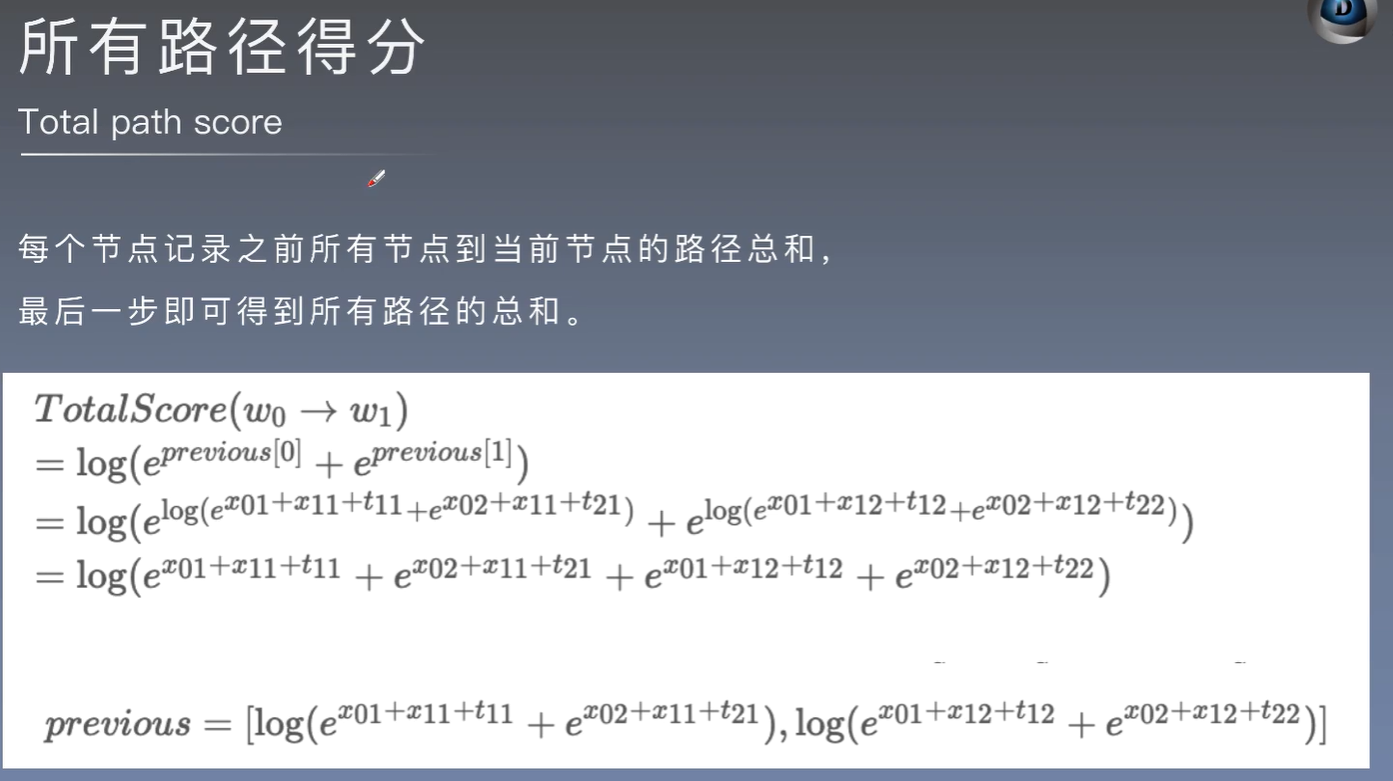 D
所有路径得分
Total path score
每个节点记录之前所有节点到当前节点的路径总和，
最后一步即可得到所有路径的总和。
TotalScore(w₀ → w₁)
= log(e^{previous[0]} + e^{previous[1]})
= log(e^{log(e^{x01+x11+t11}+e^{x02+x11+t21})} + e^{log(e^{x01+x12+t12}+e^{x02+x12+t22})})
= log(e^{x01+x11+t11} + e^{x02+x11+t21} + e^{x01+x12+t12} + e^{x02+x12+t22})
previous = [log(e^{x01+x11+t11} + e^{x02+x11+t21}), log(e^{x01+x12+t12} + e^{x02+x12+t22})]